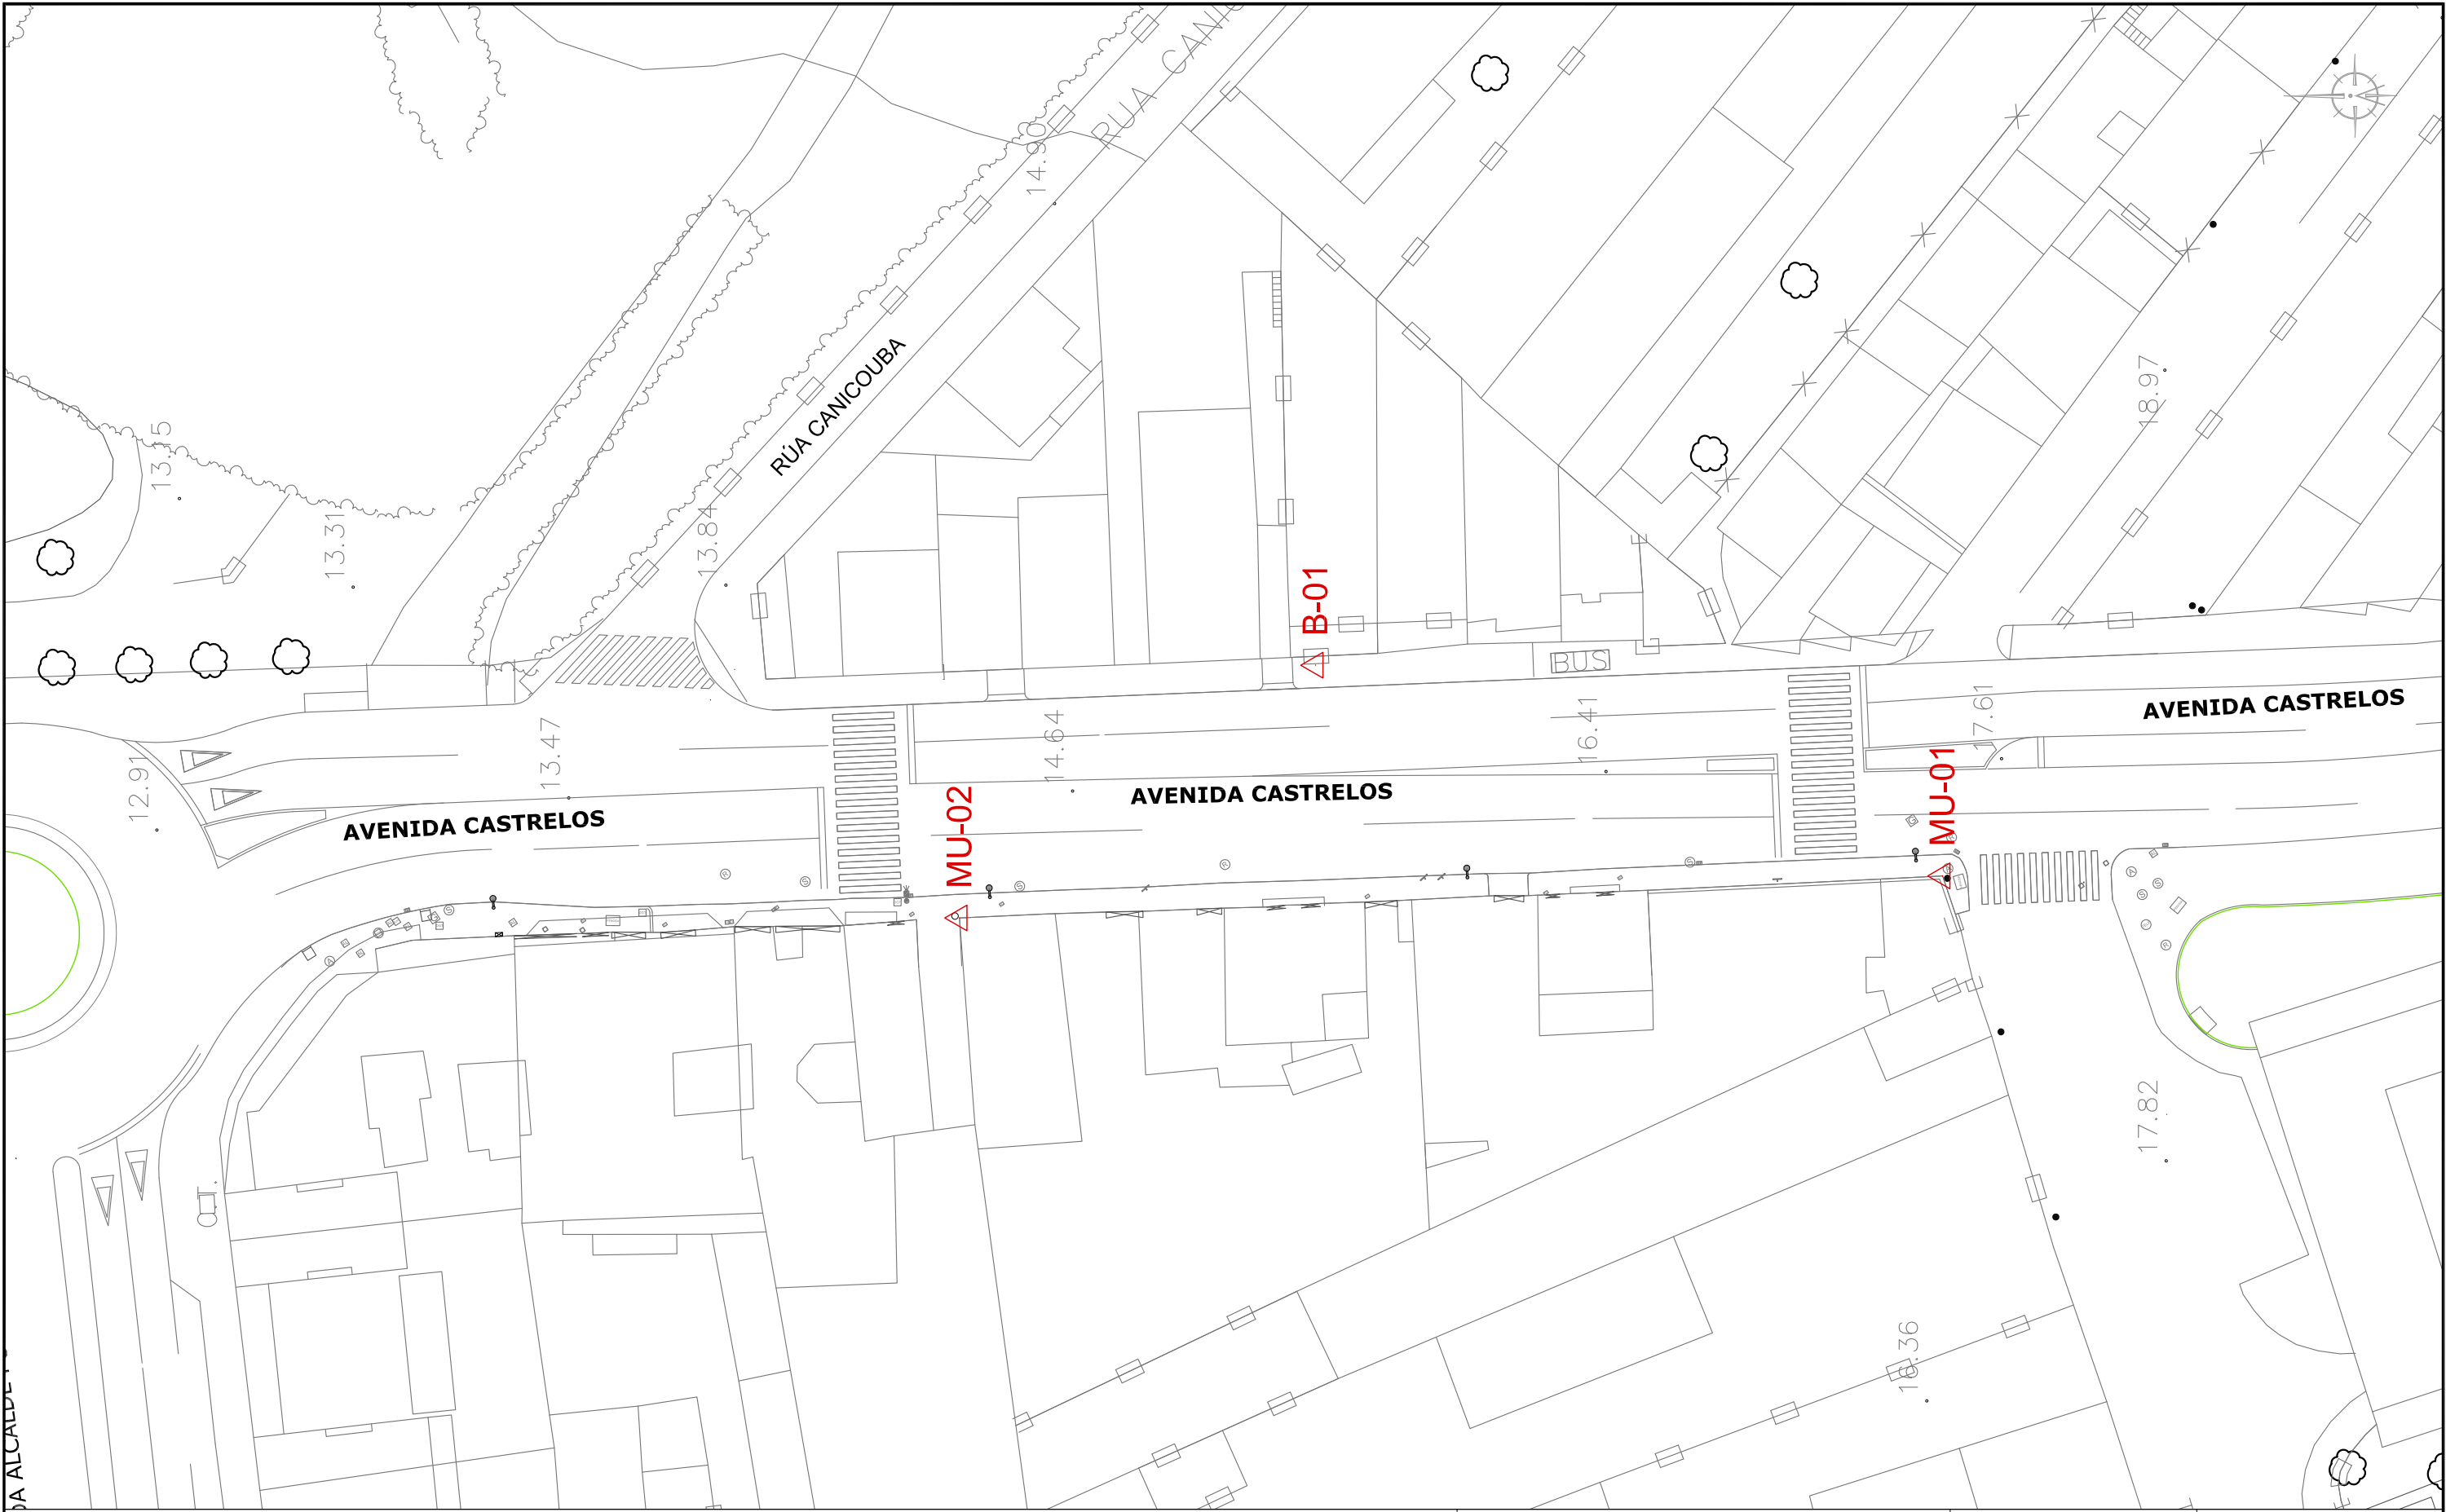 RÚA CANI
14.90
RÚA CANICOUBA
18.97
13.15
13.31
13.84
B-01
BUS
16.41
17.61
AVENIDA CASTRELOS
13.47
14.64
12.91
MU-01
MU-02
AVENIDA CASTRELOS
AVENIDA CASTRELOS
17.82
C.T.
16.36
DA ALCALDE